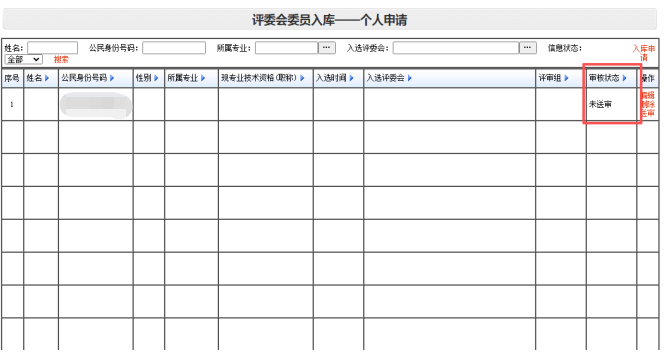 评委会委员入库——个人申请
姓名: 公民身份号码: 所属专业: ... 入选评委会: ... 信息状态: 入库申请
全部 搜索
序号 姓名 公民身份号码 性别 所属专业 现专业技术资格(职称) 入选时间 入选评委会 评审组 审核状态 操作
1 未送审 编辑
删除
送审